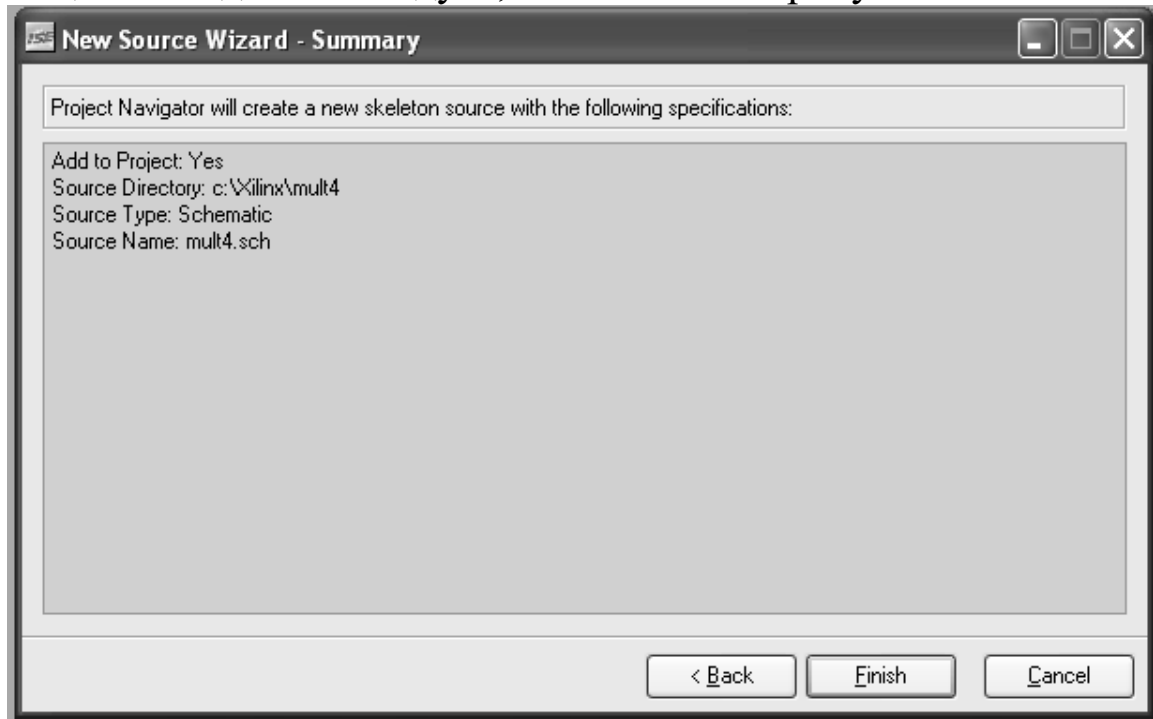 ISE New Source Wizard - Summary
Project Navigator will create a new skeleton source with the following specifications:
Add to Project: Yes
Source Directory: c:\Xilinx\mult4
Source Type: Schematic
Source Name: mult4.sch
< Back Finish Cancel